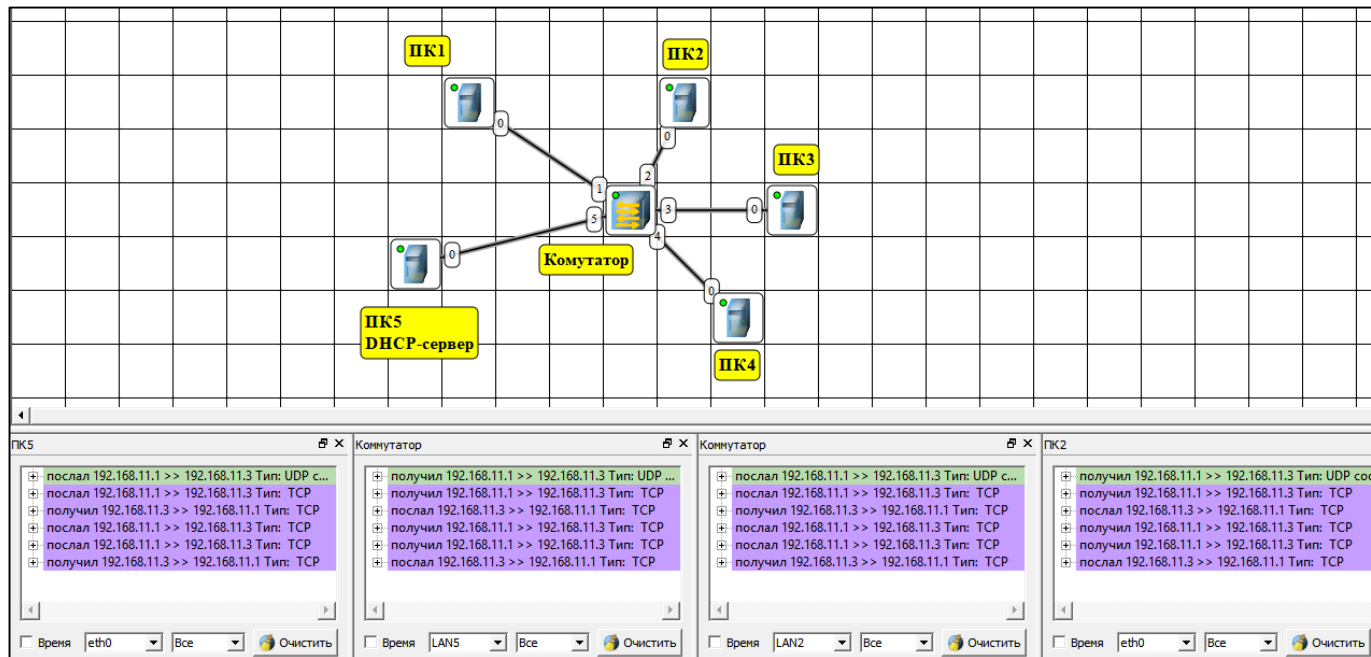 ПК1
ПК2
0
0
ПК3
2
1
3
0
5
4
0
Комутатор
0
ПК5
DHCP-сервер
ПК4
ПК5
послал 192.168.11.1 >> 192.168.11.3 Тип: UDP с...
послал 192.168.11.1 >> 192.168.11.3 Тип: TCP
получил 192.168.11.3 >> 192.168.11.1 Тип: TCP
послал 192.168.11.1 >> 192.168.11.3 Тип: TCP
послал 192.168.11.1 >> 192.168.11.3 Тип: TCP
получил 192.168.11.3 >> 192.168.11.1 Тип: TCP
Время eth0 Все Очистить
Коммутатор
получил 192.168.11.1 >> 192.168.11.3 Тип: UDP ...
получил 192.168.11.1 >> 192.168.11.3 Тип: TCP
послал 192.168.11.3 >> 192.168.11.1 Тип: TCP
получил 192.168.11.1 >> 192.168.11.3 Тип: TCP
получил 192.168.11.1 >> 192.168.11.3 Тип: TCP
послал 192.168.11.3 >> 192.168.11.1 Тип: TCP
Время LAN5 Все Очистить
Коммутатор
послал 192.168.11.1 >> 192.168.11.3 Тип: UDP с...
послал 192.168.11.1 >> 192.168.11.3 Тип: TCP
получил 192.168.11.3 >> 192.168.11.1 Тип: TCP
послал 192.168.11.1 >> 192.168.11.3 Тип: TCP
послал 192.168.11.1 >> 192.168.11.3 Тип: TCP
получил 192.168.11.3 >> 192.168.11.1 Тип: TCP
Время LAN2 Все Очистить
ПК2
получил 192.168.11.1 >> 192.168.11.3 Тип: UDP соо
получил 192.168.11.1 >> 192.168.11.3 Тип: TCP
послал 192.168.11.3 >> 192.168.11.1 Тип: TCP
получил 192.168.11.1 >> 192.168.11.3 Тип: TCP
получил 192.168.11.1 >> 192.168.11.3 Тип: TCP
послал 192.168.11.3 >> 192.168.11.1 Тип: TCP
Время eth0 Все Очистить